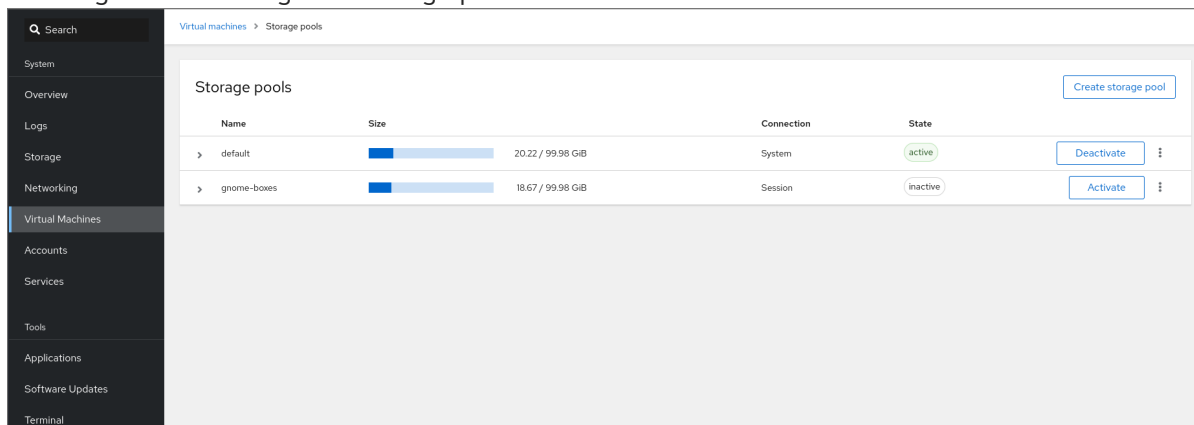 Search
Virtual machines > Storage pools
System
Overview
Logs
Storage
Networking
Virtual Machines
Accounts
Services
Tools
Applications
Software Updates
Terminal
Storage pools
Create storage pool
Name Size Connection State
default 20.22 / 99.98 GiB System active Deactivate
gnome-boxes 18.67 / 99.98 GiB Session inactive Activate